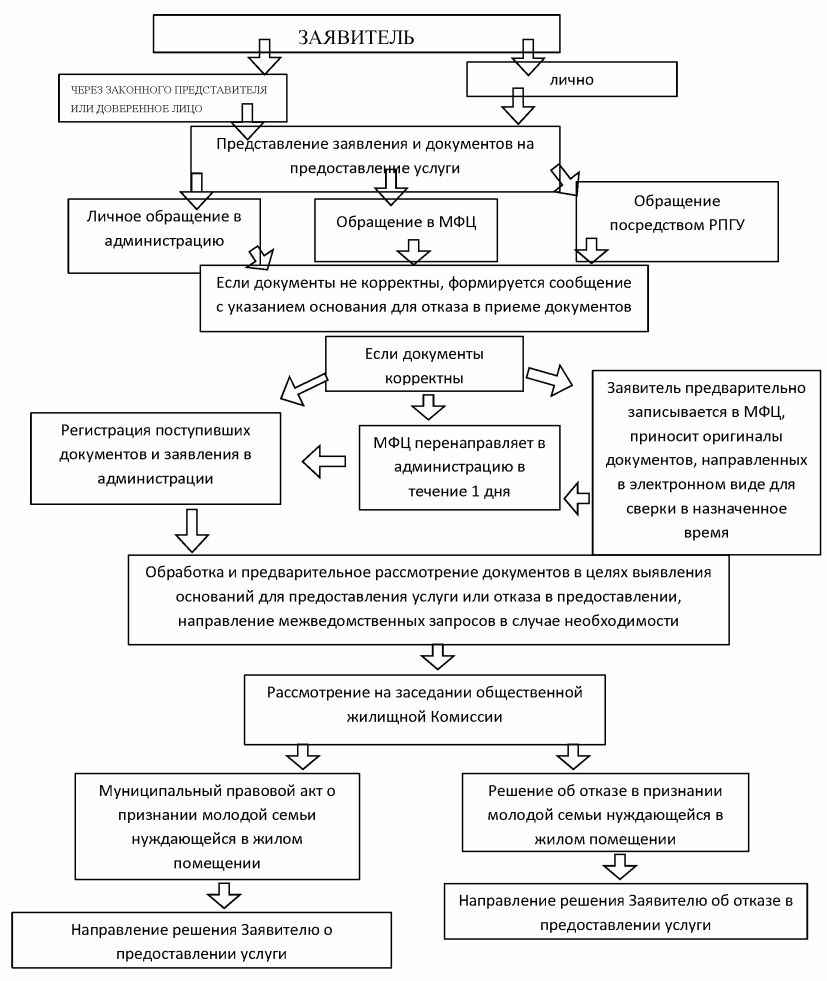 ЗАЯВИТЕЛЬ
ЧЕРЕЗ ЗАКОННОГО ПРЕДСТАВИТЕЛЯ
ИЛИ ДОВЕРЕННОЕ ЛИЦО
лично
Представление заявления и документов на
предоставление услуги
Личное обращение в
администрацию
Обращение в МФЦ
Обращение
посредством РПГУ
Если документы не корректны, формируется сообщение
с указанием основания для отказа в приеме документов
Если документы
корректны
Регистрация поступивших
документов и заявления в
администрации
МФЦ перенаправляет в
администрацию в
течение 1 дня
Заявитель предварительно
записывается в МФЦ,
приносит оригиналы
документов, направленных
в электронном виде для
сверки в назначенное
время
Обработка и предварительное рассмотрение документов в целях выявления
оснований для предоставления услуги или отказа в предоставлении,
направление межведомственных запросов в случае необходимости
Рассмотрение на заседании общественной
жилищной Комиссии
Муниципальный правовой акт о
признании молодой семьи
нуждающейся в жилом
помещении
Решение об отказе в признании
молодой семьи нуждающейся в
жилом помещении
Направление решения Заявителю о
предоставлении услуги
Направление решения Заявителю об отказе в
предоставлении услуги